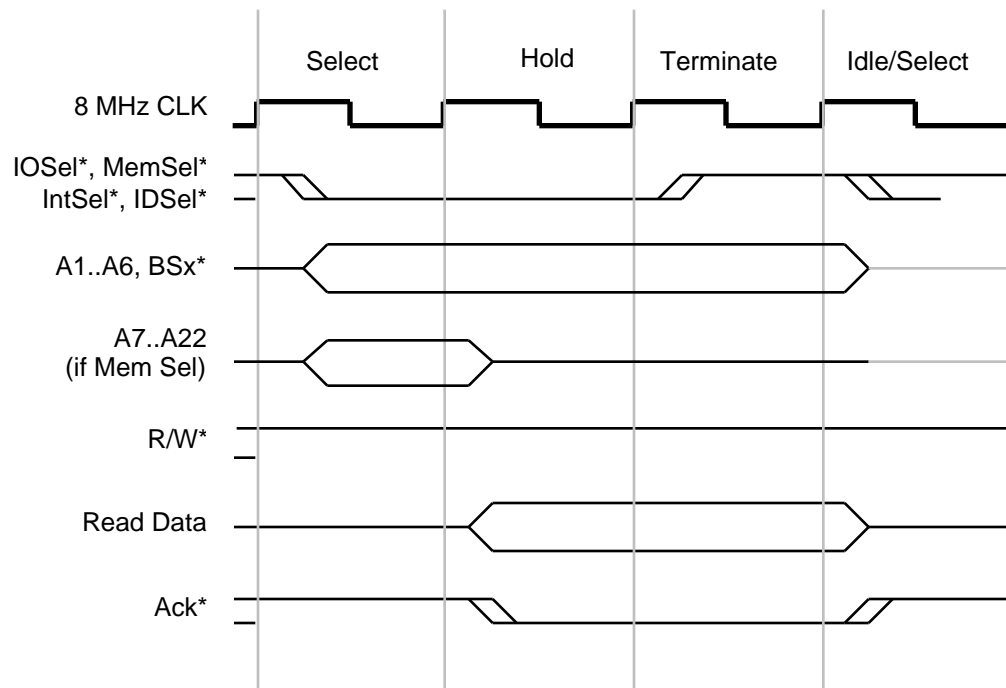 Select
Hold
Terminate
Idle/Select
8 MHz CLK
IOSel*, MemSel*
IntSel*, IDSel*
A1..A6, BSx*
A7..A22
(if Mem Sel)
R/W*
Read Data
Ack*